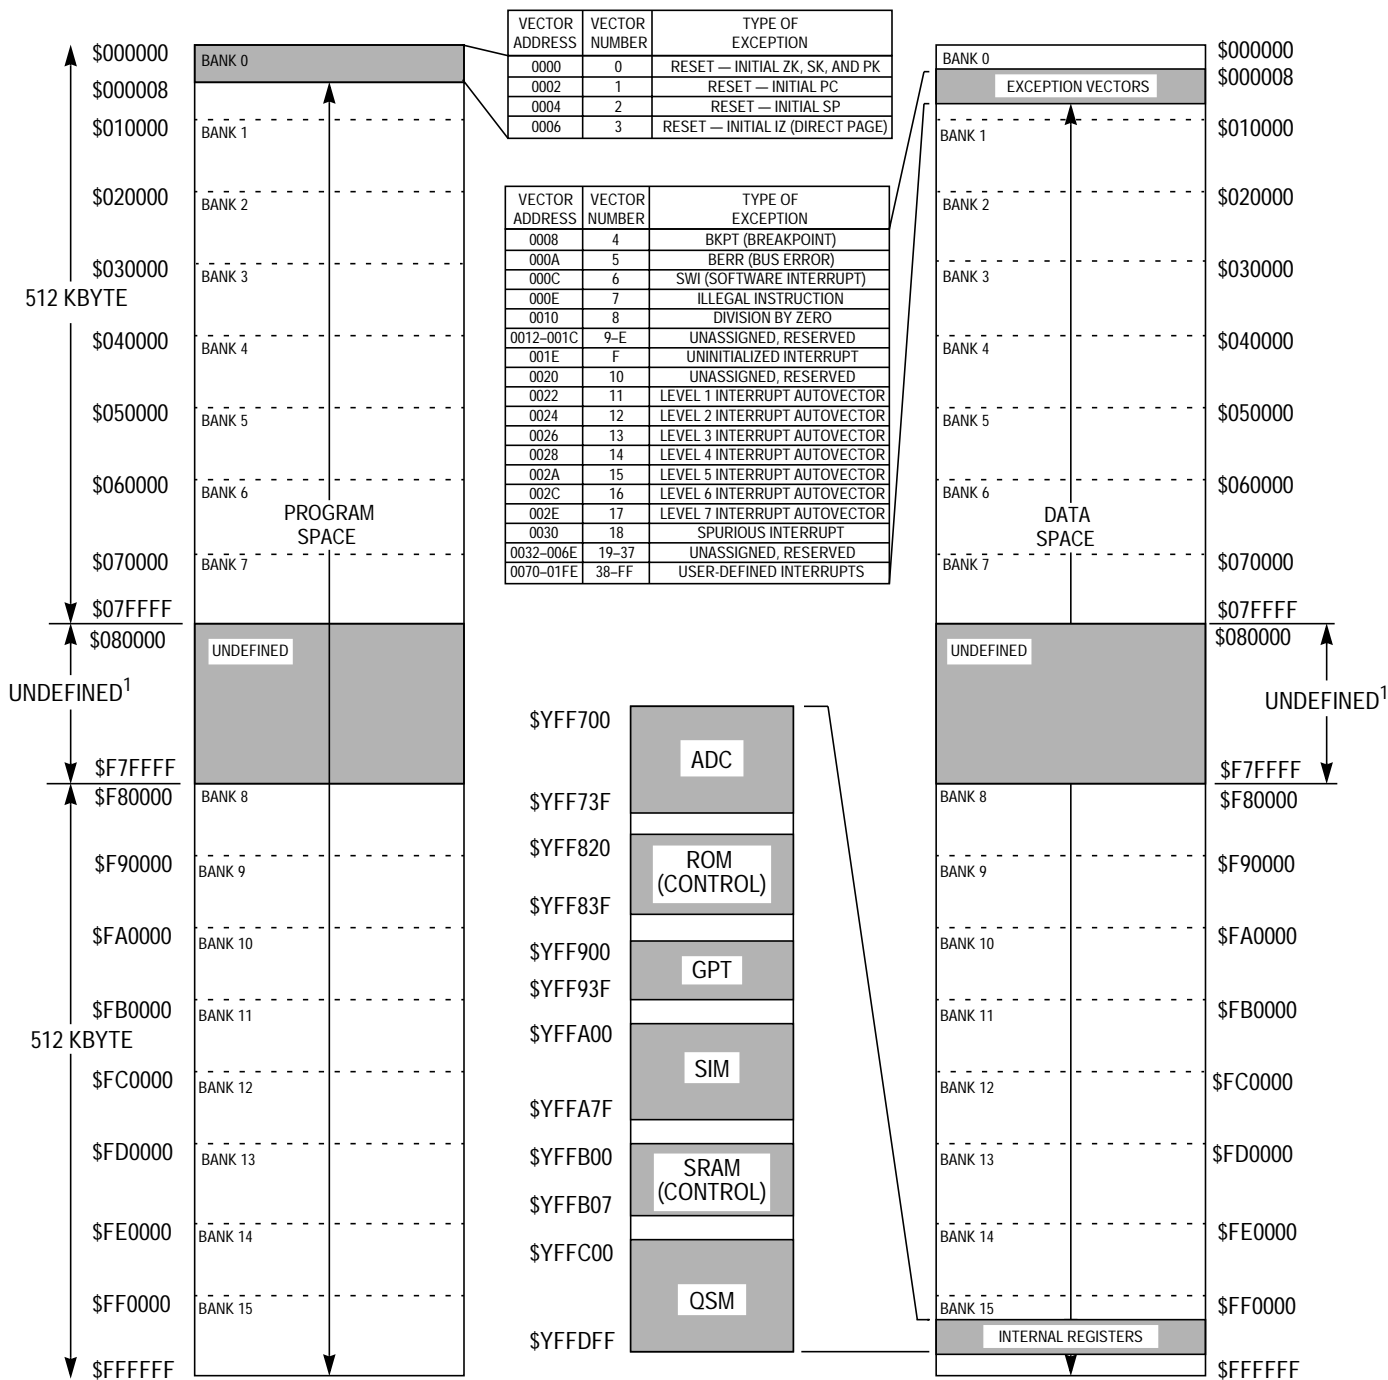 $000000
$000008
$010000
$020000
$030000
512 KBYTE
$040000
$050000
$060000
$070000
$07FFFF
$080000
UNDEFINED1
$F7FFFF
$F80000
$F90000
$FA0000
$FB0000
512 KBYTE
$FC0000
$FD0000
$FE0000
$FF0000
$FFFFFF
BANK 0
BANK 1
BANK 2
BANK 3
BANK 4
BANK 5
BANK 6
PROGRAM
SPACE
BANK 7
UNDEFINED
BANK 8
BANK 9
BANK 10
BANK 11
BANK 12
BANK 13
BANK 14
BANK 15
VECTOR ADDRESS VECTOR NUMBER TYPE OF EXCEPTION
0000 0 RESET — INITIAL ZK, SK, AND PK
0002 1 RESET — INITIAL PC
0004 2 RESET — INITIAL SP
0006 3 RESET — INITIAL IZ (DIRECT PAGE)
VECTOR ADDRESS VECTOR NUMBER TYPE OF EXCEPTION
0008 4 BKPT (BREAKPOINT)
000A 5 BERR (BUS ERROR)
000C 6 SWI (SOFTWARE INTERRUPT)
000E 7 ILLEGAL INSTRUCTION
0010 8 DIVISION BY ZERO
0012–001C 9–E UNASSIGNED, RESERVED
001E F UNINITIALIZED INTERRUPT
0020 10 UNASSIGNED, RESERVED
0022 11 LEVEL 1 INTERRUPT AUTOVECTOR
0024 12 LEVEL 2 INTERRUPT AUTOVECTOR
0026 13 LEVEL 3 INTERRUPT AUTOVECTOR
0028 14 LEVEL 4 INTERRUPT AUTOVECTOR
002A 15 LEVEL 5 INTERRUPT AUTOVECTOR
002C 16 LEVEL 6 INTERRUPT AUTOVECTOR
002E 17 LEVEL 7 INTERRUPT AUTOVECTOR
0030 18 SPURIOUS INTERRUPT
0032–006E 19–37 UNASSIGNED, RESERVED
0070–01FE 38–FF USER-DEFINED INTERRUPTS
$YFF700
ADC
$YFF73F
$YFF820
ROM
(CONTROL)
$YFF83F
$YFF900
GPT
$YFF93F
$YFFA00
SIM
$YFFA7F
$YFFB00
SRAM
(CONTROL)
$YFFB07
$YFFC00
QSM
$YFFDFF
BANK 0
EXCEPTION VECTORS
BANK 1
BANK 2
BANK 3
BANK 4
BANK 5
BANK 6
DATA
SPACE
BANK 7
UNDEFINED
BANK 8
BANK 9
BANK 10
BANK 11
BANK 12
BANK 13
BANK 14
BANK 15
INTERNAL REGISTERS
$000000
$000008
$010000
$020000
$030000
$040000
$050000
$060000
$070000
$07FFFF
$080000
UNDEFINED1
$F7FFFF
$F80000
$F90000
$FA0000
$FB0000
$FC0000
$FD0000
$FE0000
$FF0000
$FFFFFF